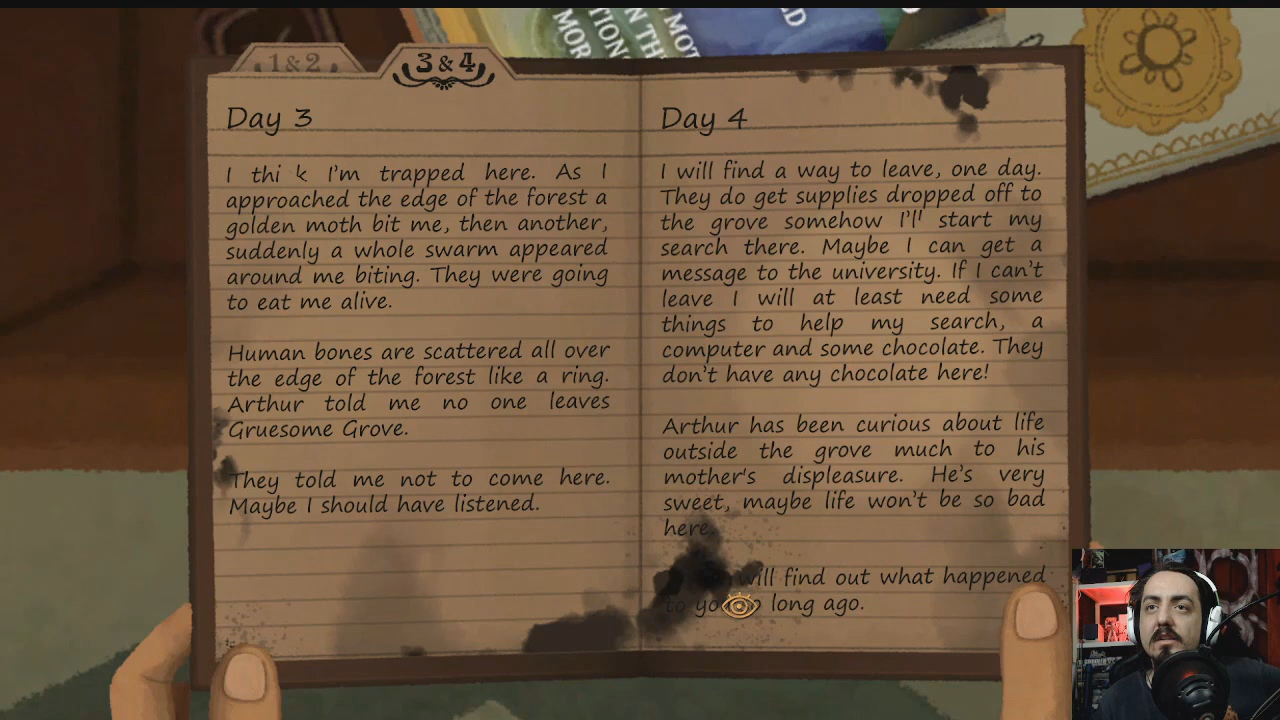 MOR
TION
N TH
MOT
D
1 & 2
3 & 4
Day 3
I thi k I'm trapped here. As I
approached the edge of the forest a
golden moth bit me, then another,
suddenly a whole swarm appeared
around me biting. They were going
to eat me alive.
Human bones are scattered all over
the edge of the forest like a ring.
Arthur told me no one leaves
Gruesome Grove.
They told me not to come here.
Maybe I should have listened.
Day 4
I will find a way to leave, one day.
They do get supplies dropped off to
the grove somehow I'll start my
search there. Maybe I can get a
message to the university. If I can't
leave I will at least need some
things to help my search, a
computer and some chocolate. They
don't have any chocolate here!
Arthur has been curious about life
outside the grove much to his
mother's displeasure. He's very
sweet, maybe life won't be so bad
here.
will find out what happened
to long ago.